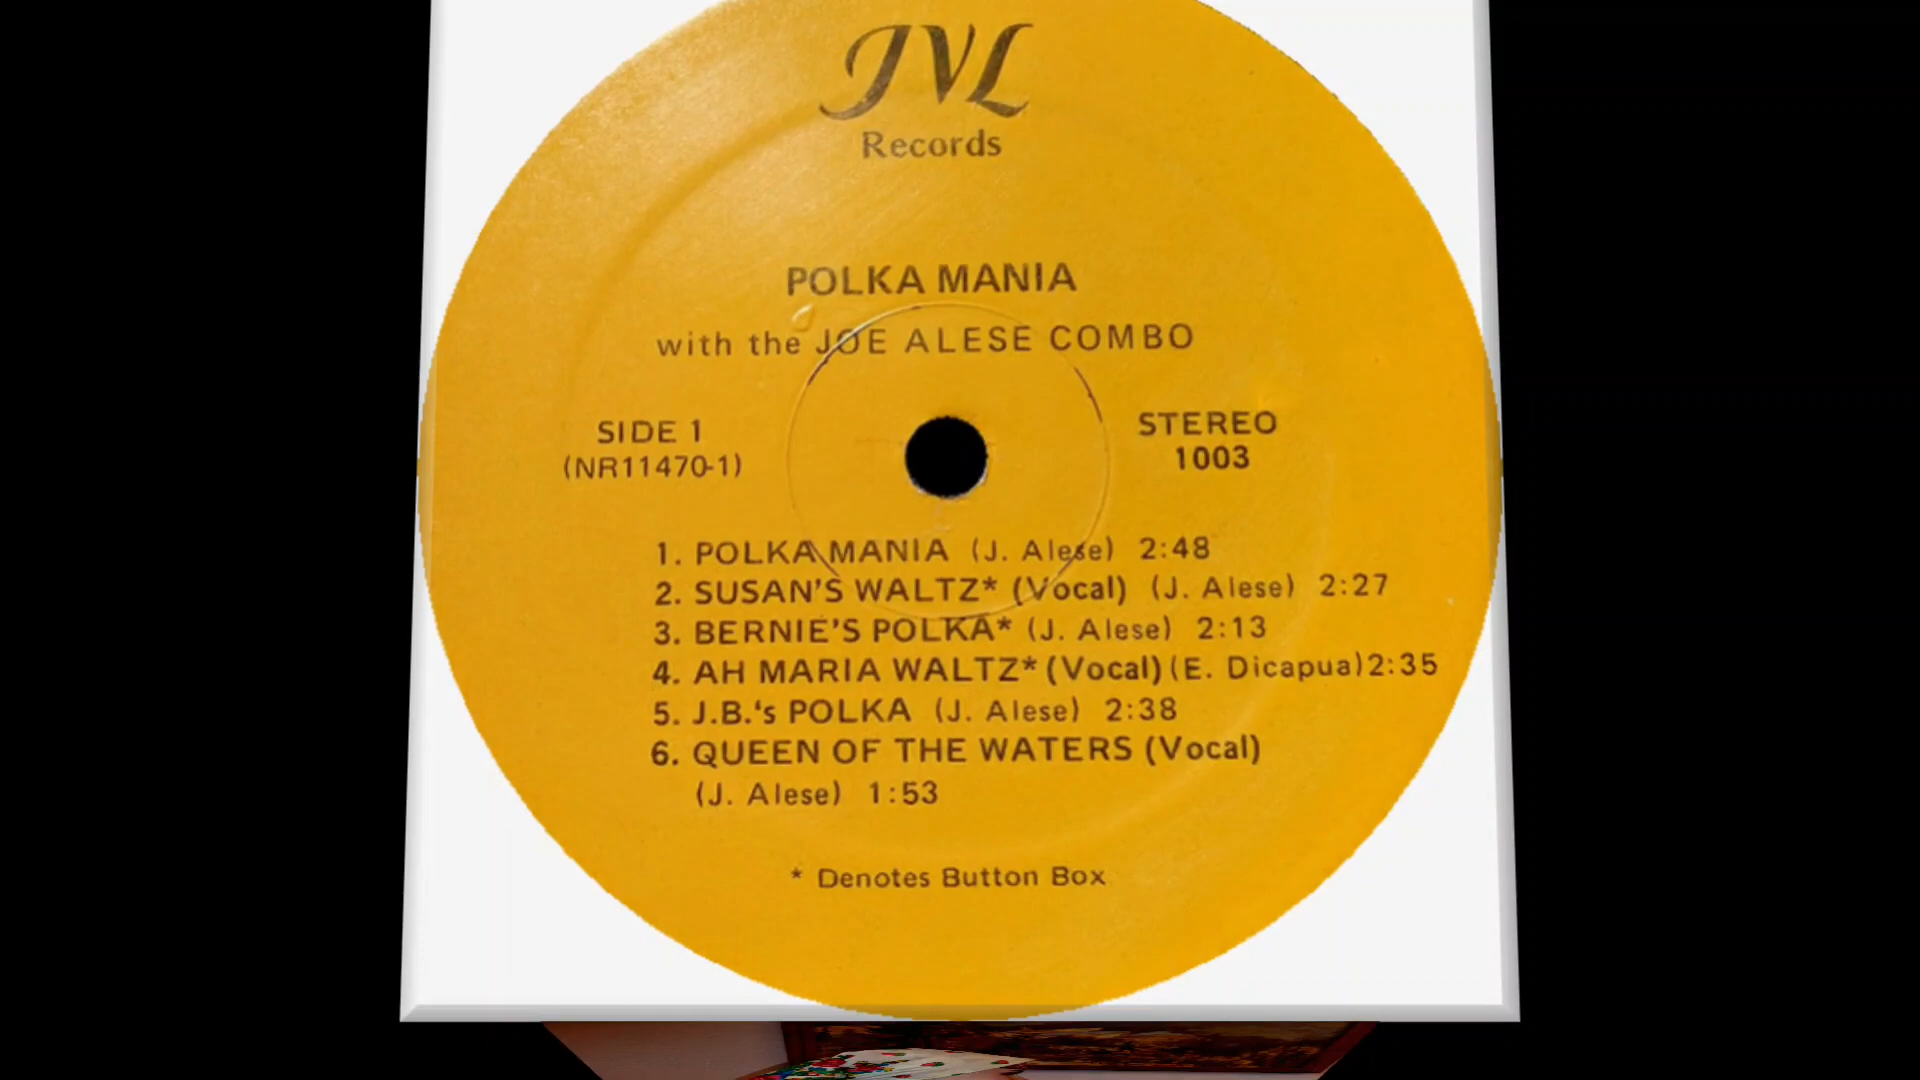 JVL
Records
POLKA MANIA
with the JOE ALESE COMBO
SIDE 1
(NR11470-1)
STEREO
1003
1. POLKA MANIA (J. Alese) 2:48
2. SUSAN'S WALTZ* (Vocal) (J. Alese) 2:27
3. BERNIE'S POLKA* (J. Alese) 2:13
4. AH MARIA WALTZ* (Vocal) (E. Dicapua) 2:35
5. J.B.'s POLKA (J. Alese) 2:38
6. QUEEN OF THE WATERS (Vocal)
(J. Alese) 1:53
* Denotes Button Box